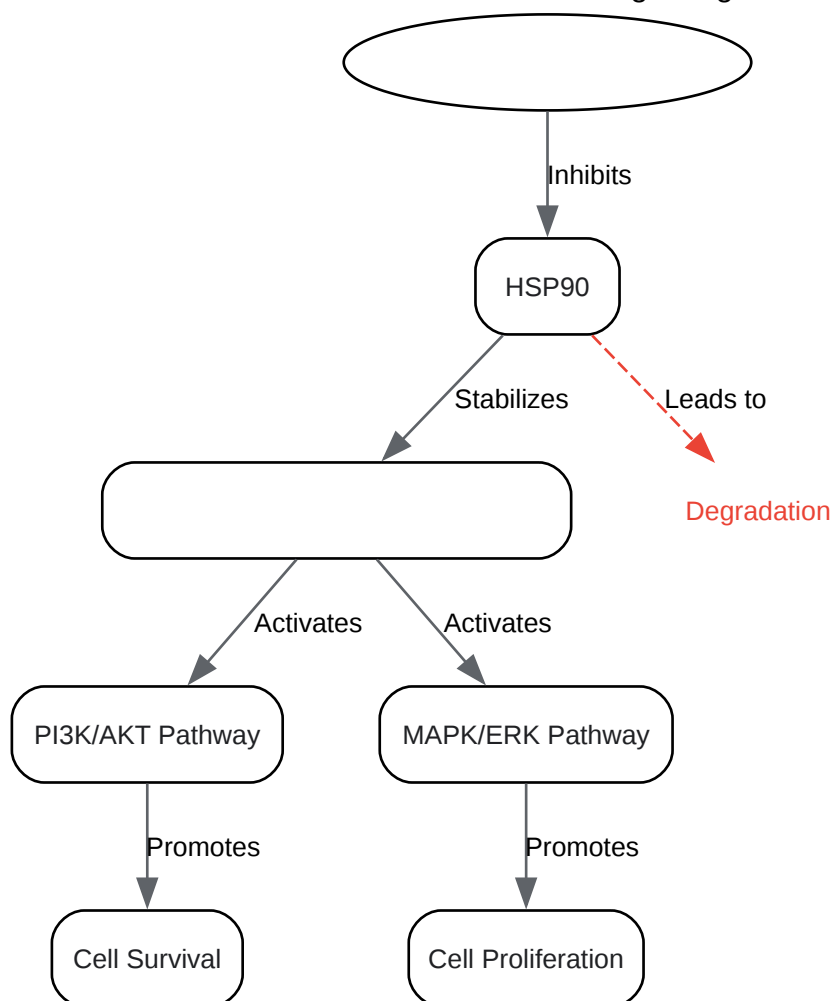 Inhibits
HSP90
Stabilizes
Leads to
Degradation
Activates
Activates
PI3K/AKT Pathway
MAPK/ERK Pathway
Promotes
Promotes
Cell Survival
Cell Proliferation